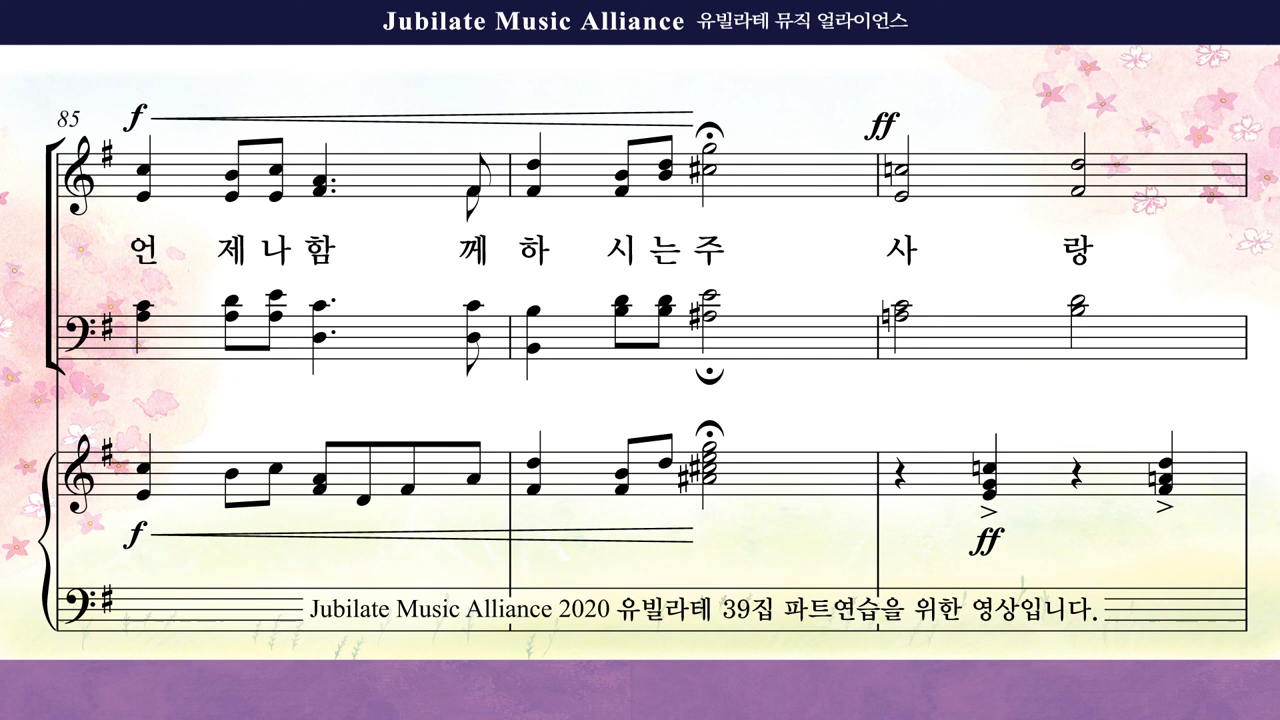 Jubilate Music Alliance 유빌라테 뮤직 얼라이언스
85
f
ff
언 제 나 함 께 하 시 는 주 사 랑
f
ff
Jubilate Music Alliance 2020 유빌라테 39집 파트연습을 위한 영상입니다.